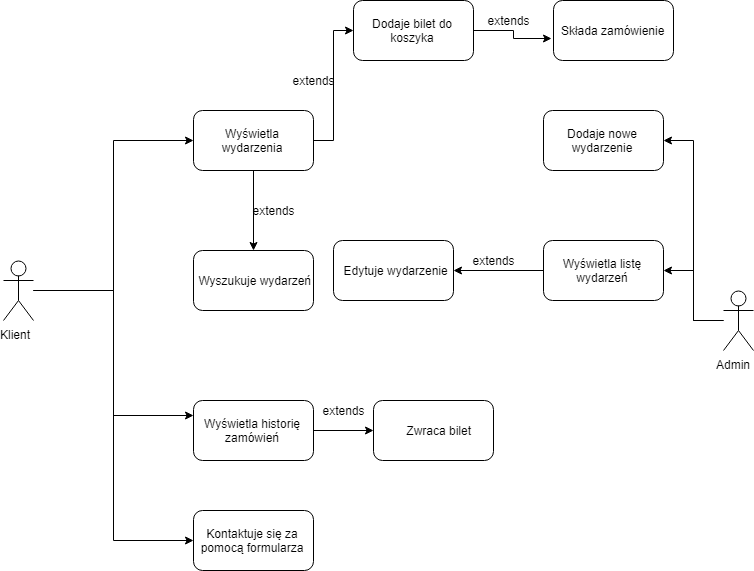 Dodaje bilet do
koszyka
extends
Składa zamówienie
extends
Wyświetla
wydarzenia
Dodaje nowe
wydarzenie
extends
Wyszukuje wydarzeń
Edytuje wydarzenie
extends
Wyświetla listę
wydarzeń
Klient
Admin
Wyświetla historię
zamówień
extends
Zwraca bilet
Kontaktuje się za
pomocą formularza